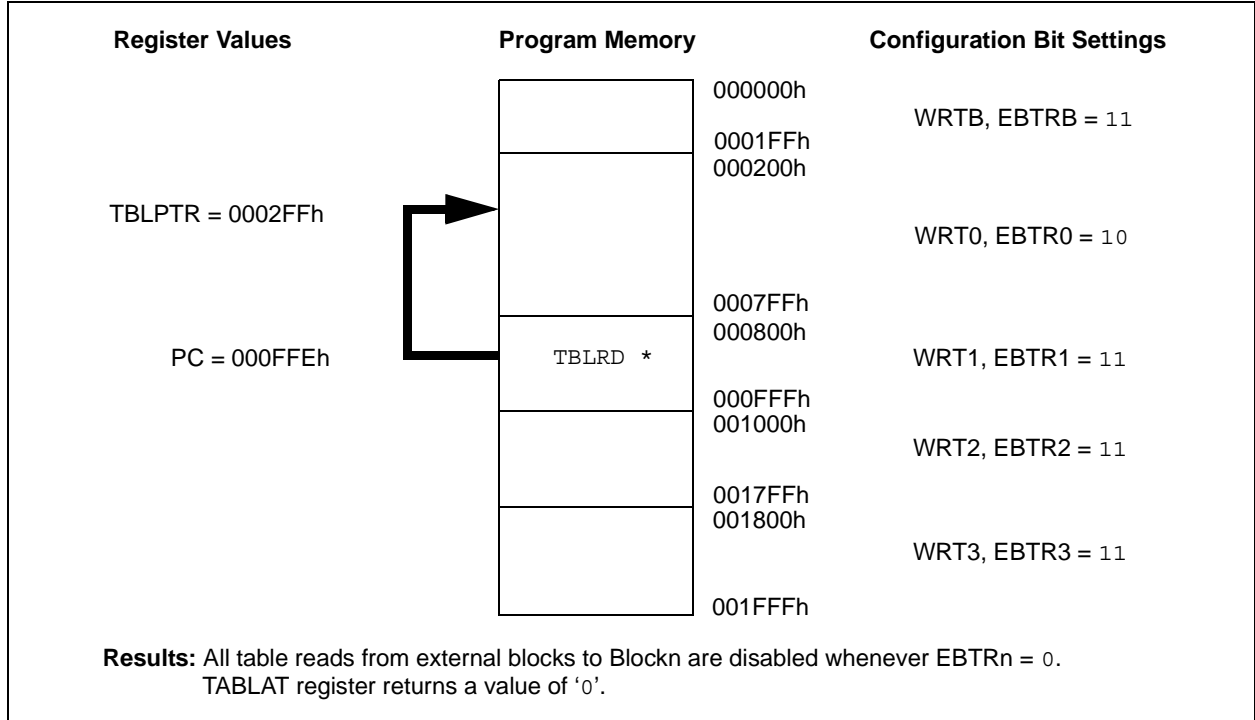 Register Values Program Memory Configuration Bit Settings
000000h
WRTB, EBTRB = 11
0001FFh
000200h
TBLPTR = 0002FFh
WRT0, EBTR0 = 10
0007FFh
000800h
PC = 000FFEh TBLRD * WRT1, EBTR1 = 11
000FFFh
001000h
WRT2, EBTR2 = 11
0017FFh
001800h
WRT3, EBTR3 = 11
001FFFh
Results: All table reads from external blocks to Blockn are disabled whenever EBTRn = 0.
TABLAT register returns a value of ‘0’.